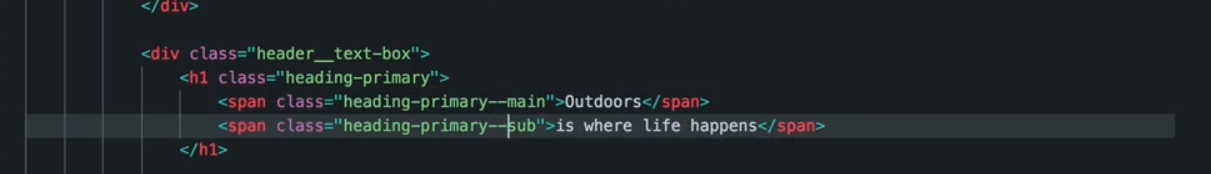 </div>
<div class="header__text-box">
<h1 class="heading-primary">
<span class="heading-primary--main">Outdoors</span>
<span class="heading-primary--sub">is where life happens</span>
</h1>